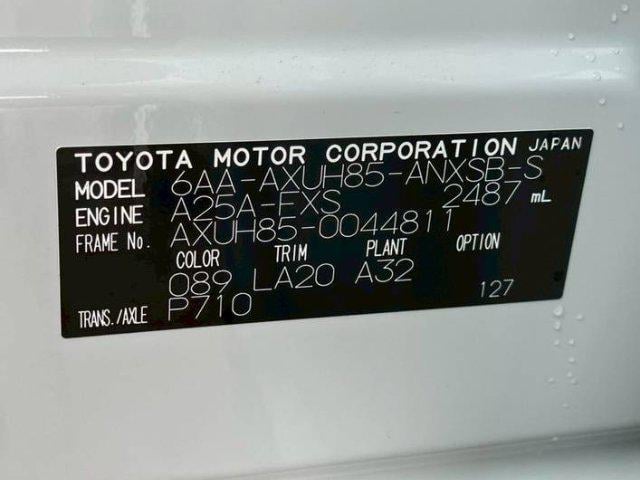 TOYOTA MOTOR CORPORATION JAPAN
MODEL 6AA-AXUH85-ANXSB-S
ENGINE A25A-FXS 2487 mL
FRAME No. AXUH85-0044811
COLOR TRIM PLANT OPTION
089 LA20 A32
TRANS./AXLE P710 127